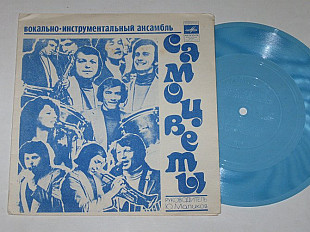 вокально-инструментальный ансамбль
самоцветы
РУКОВОДИТЕЛЬ
Ю. Маликов